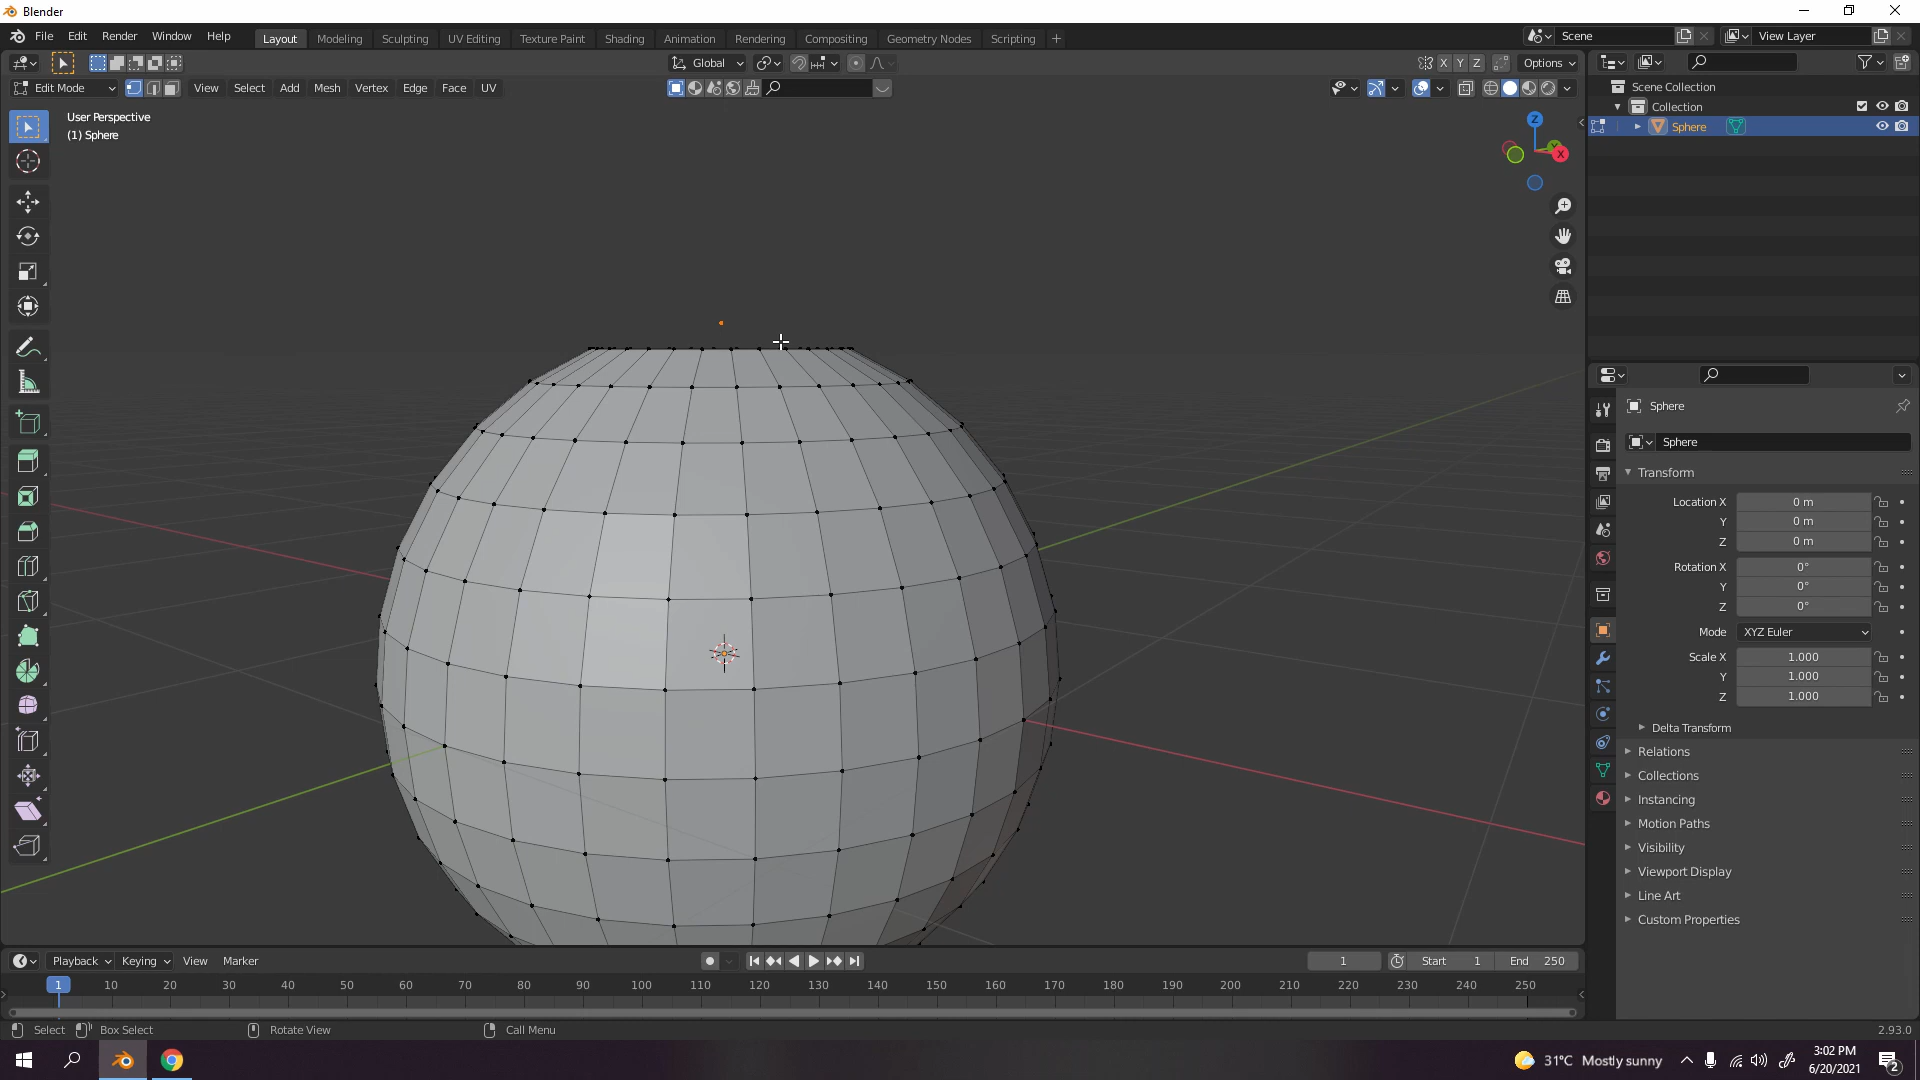 Blender
File Edit Render Window Help Layout Modeling Sculpting UV Editing Texture Paint Shading Animation Rendering Compositing Geometry Nodes Scripting + Scene View Layer
Global X Y Z Options
Edit Mode View Select Add Mesh Vertex Edge Face UV
Scene Collection
Collection
Sphere
User Perspective
(1) Sphere
Z
X
Sphere
Sphere
Transform
Location X 0 m
Y 0 m
Z 0 m
Rotation X 0°
Y 0°
Z 0°
Mode XYZ Euler
Scale X 1.000
Y 1.000
Z 1.000
Delta Transform
Relations
Collections
Instancing
Motion Paths
Visibility
Viewport Display
Line Art
Custom Properties
Playback Keying View Marker 1 Start 1 End 250
1 10 20 30 40 50 60 70 80 90 100 110 120 130 140 150 160 170 180 190 200 210 220 230 240 250
Select Box Select Rotate View Call Menu 2.93.0
31°C Mostly sunny
3:02 PM
6/20/2021
2